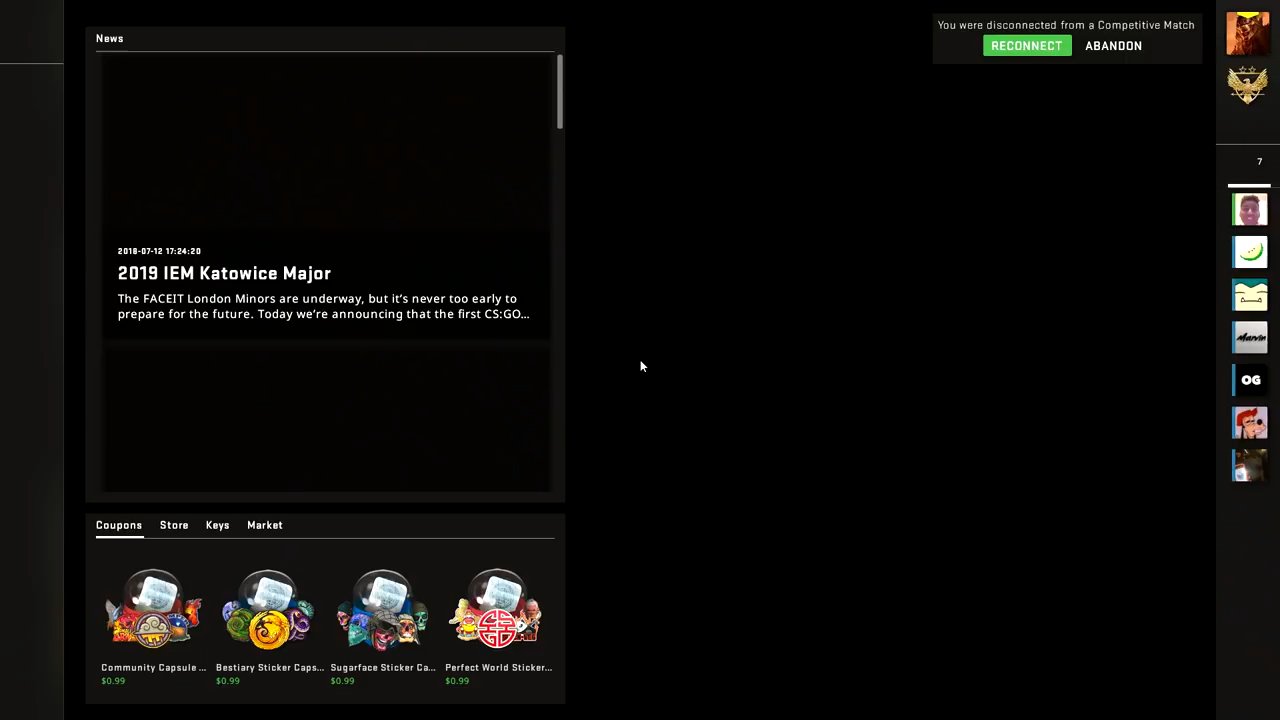 News
You were disconnected from a Competitive Match
RECONNECT ABANDON
7
2018-07-12 17:24:20
2019 IEM Katowice Major
The FACEIT London Minors are underway, but it's never too early to
prepare for the future. Today we're announcing that the first CS:GO...
Marvin
OG
Coupons Store Keys Market
CS
GO
Community Capsule ... Bestiary Sticker Caps... Sugarface Sticker Ca... Perfect World Sticker...
$0.99 $0.99 $0.99 $0.99